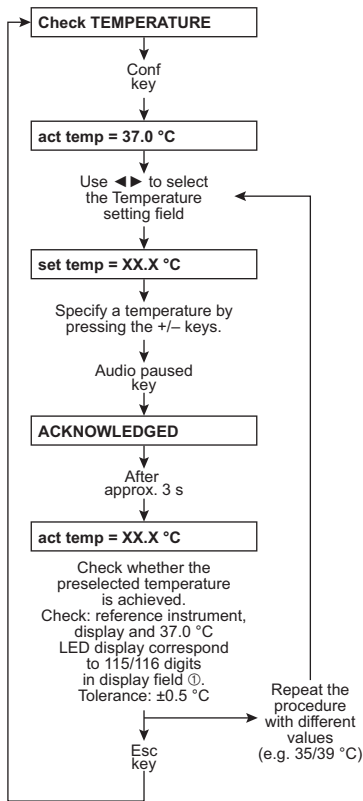 Check TEMPERATURE
Conf
key
act temp = 37.0 °C
Use ◄► to select
the Temperature
setting field
set temp = XX.X °C
Specify a temperature by
pressing the +/– keys.
Audio paused
key
ACKNOWLEDGED
After
approx. 3 s
act temp = XX.X °C
Check whether the
preselected temperature
is achieved.
Check: reference instrument,
display and 37.0 °C
LED display correspond
to 115/116 digits
in display field ①.
Tolerance: ±0.5 °C
Repeat the
procedure
with different
values
(e.g. 35/39 °C)
Esc
key